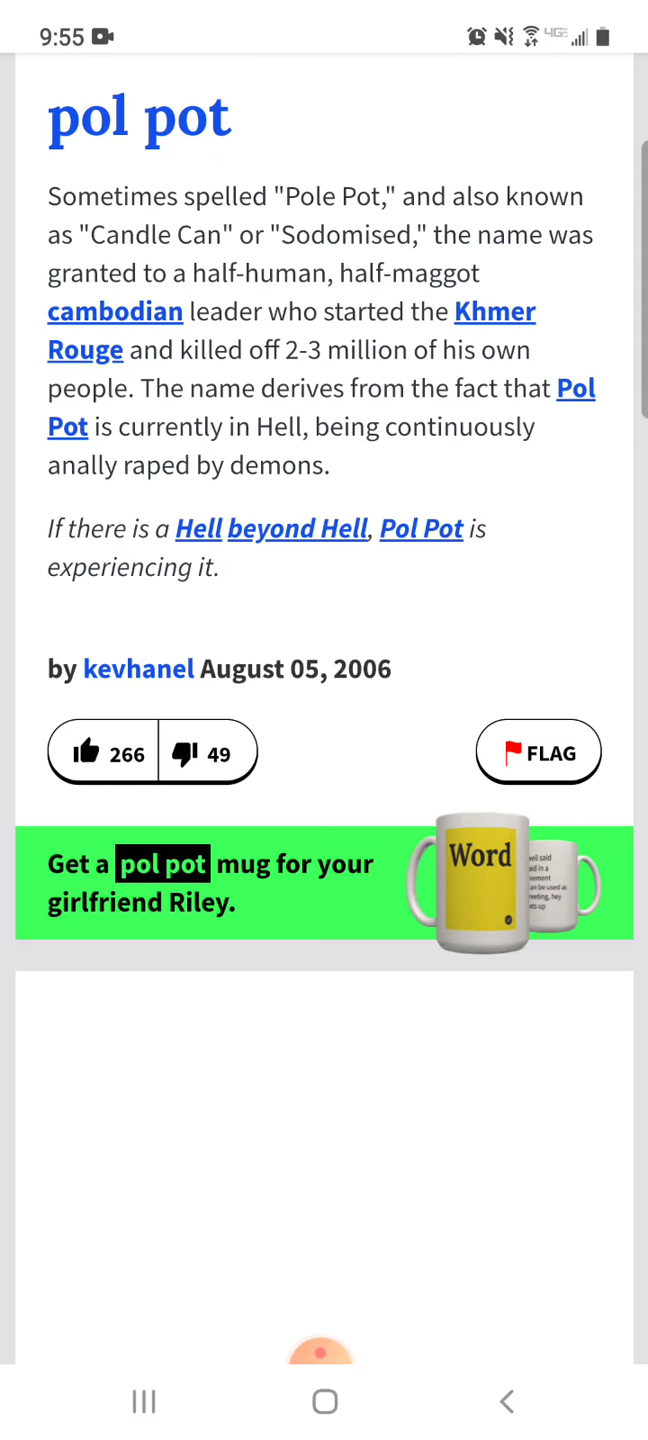 9:55
4GE
pol pot
Sometimes spelled "Pole Pot," and also known
as "Candle Can" or "Sodomised," the name was
granted to a half-human, half-maggot
cambodian leader who started the Khmer
Rouge and killed off 2-3 million of his own
people. The name derives from the fact that Pol
Pot is currently in Hell, being continuously
anally raped by demons.
If there is a Hell beyond Hell, Pol Pot is
experiencing it.
by kevhanel August 05, 2006
266
49
FLAG
Get a pol pot mug for your
girlfriend Riley.
Word